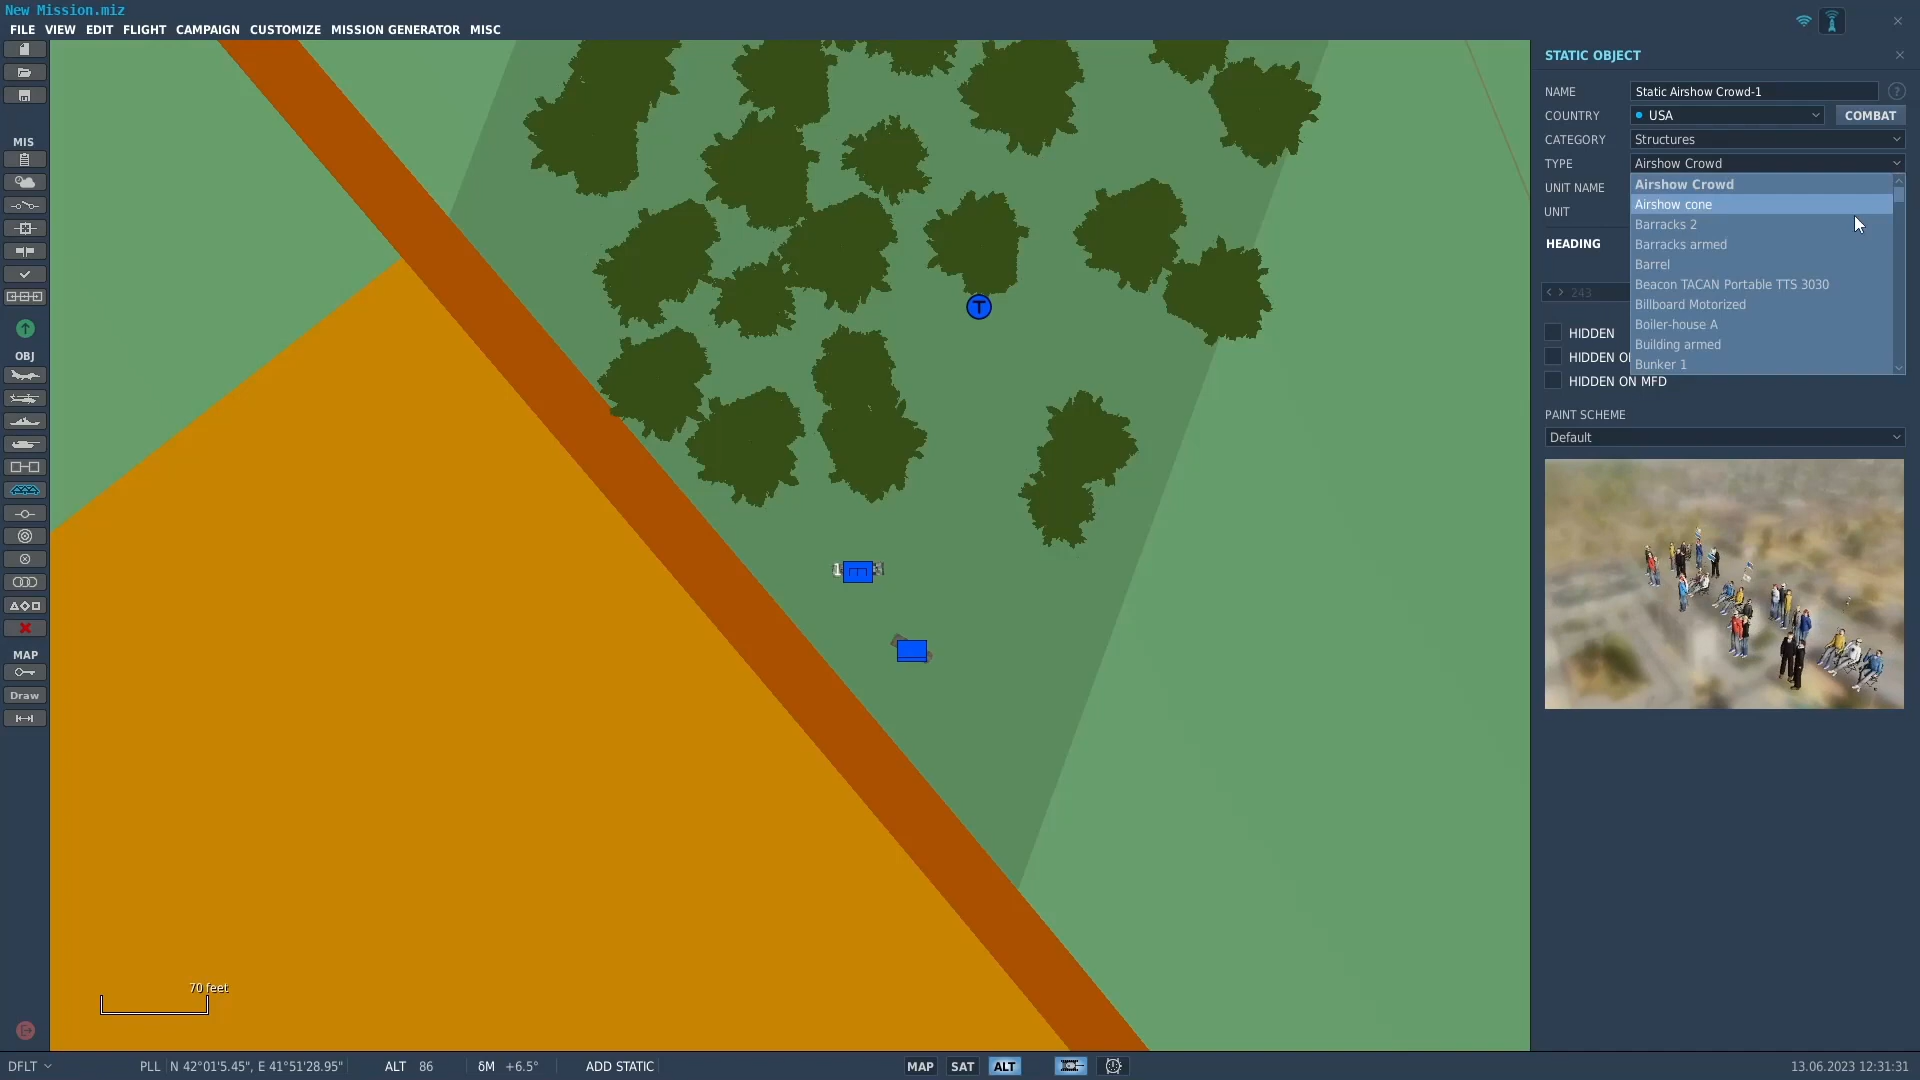 New Mission.miz
FILE VIEW EDIT FLIGHT CAMPAIGN CUSTOMIZE MISSION GENERATOR MISC
MIS
OBJ
MAP
Draw
T
70 feet
STATIC OBJECT
NAME Static Airshow Crowd-1 ?
COUNTRY USA COMBAT
CATEGORY Structures
TYPE Airshow Crowd
UNIT NAME
UNIT
HEADING
243
Airshow Crowd
Airshow cone
Barracks 2
Barracks armed
Barrel
Beacon TACAN Portable TTS 3030
Billboard Motorized
Boiler-house A
Building armed
Bunker 1
HIDDEN
HIDDEN O
HIDDEN ON MFD
PAINT SCHEME
Default
DFLT PLL N 42°01'5.45", E 41°51'28.95" ALT 86 δM +6.5° ADD STATIC MAP SAT ALT 13.06.2023 12:31:31